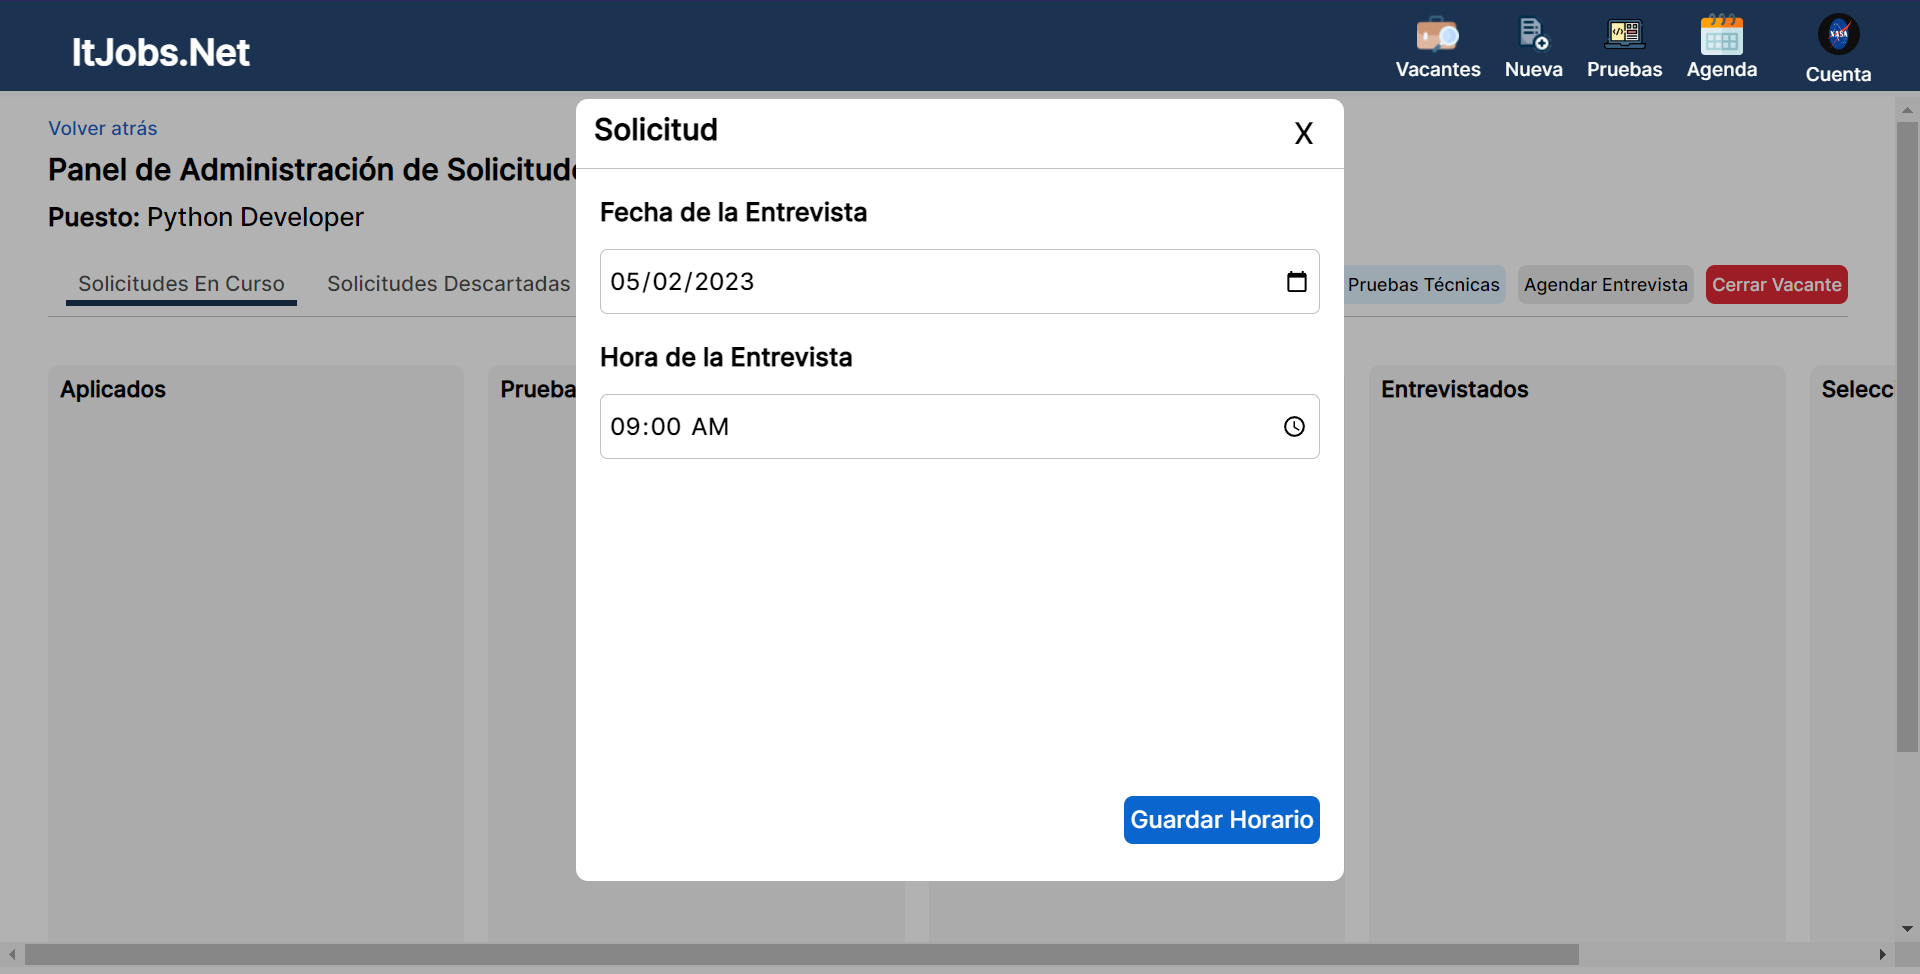 ItJobs.Net
Vacantes
Nueva
Pruebas
NASA
Agenda
Cuenta
Volver atrás
Panel de Administración de Solicitud
Puesto: Python Developer
Solicitudes En Curso
Solicitudes Descartadas
Pruebas Técnicas
Agendar Entrevista
Cerrar Vacante
Aplicados
Prueba
Entrevistados
Selecc
Solicitud
X
Fecha de la Entrevista
05/02/2023
Hora de la Entrevista
09:00 AM
Guardar Horario